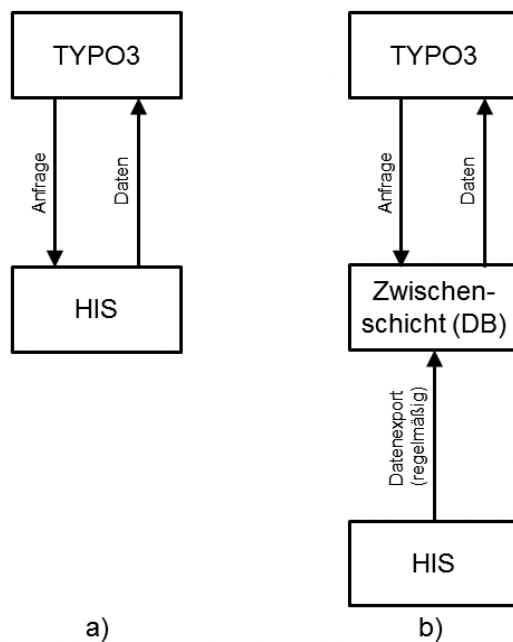 TYPO3
Anfrage
Daten
HIS
a)
TYPO3
Anfrage
Daten
Zwischen-
schicht (DB)
Datenexport
(regelmäßig)
HIS
b)